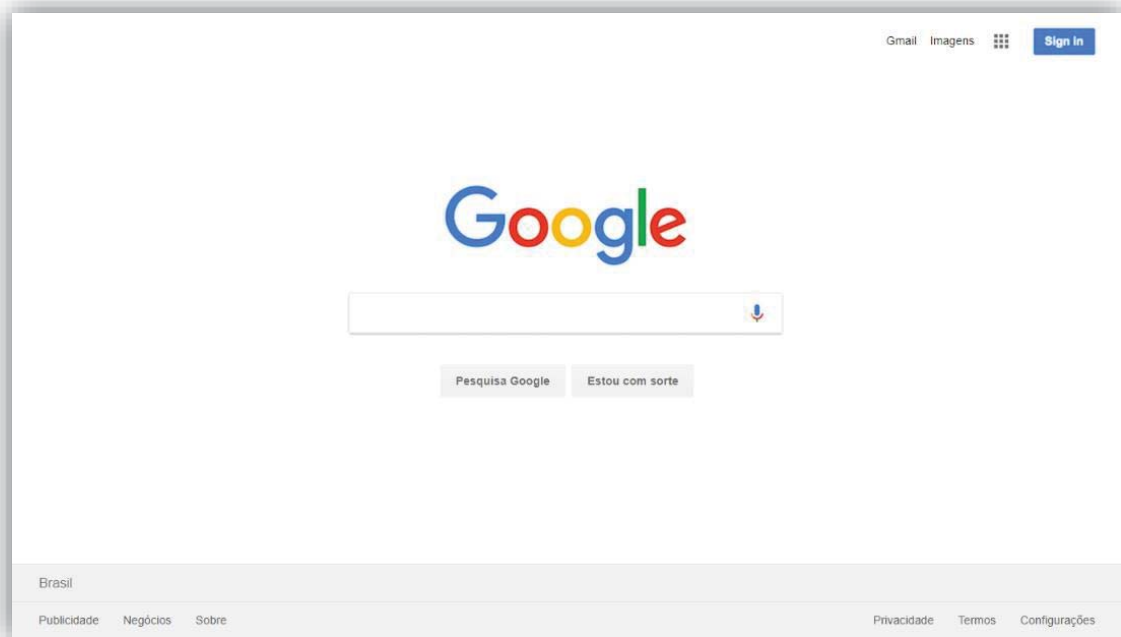 Gmail Imagens Sign in
Google
Pesquisa Google Estou com sorte
Brasil
Publicidade Negócios Sobre Privacidade Termos Configurações